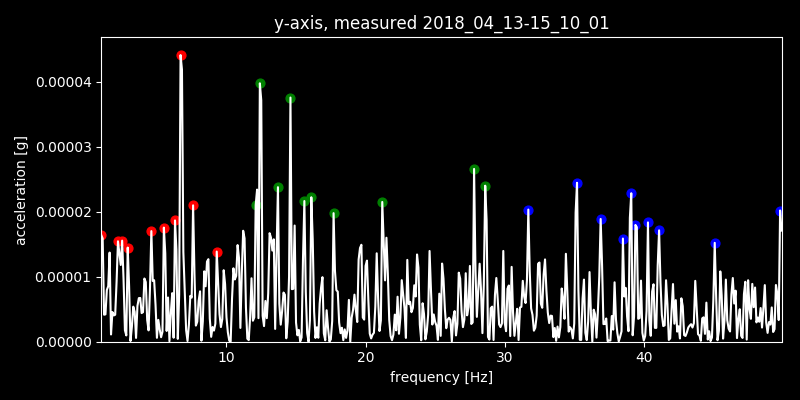 y-axis, measured 2018_04_13-15_10_01
acceleration [g]
0.00004
0.00003
0.00002
0.00001
0.00000
10 20 30 40
frequency [Hz]